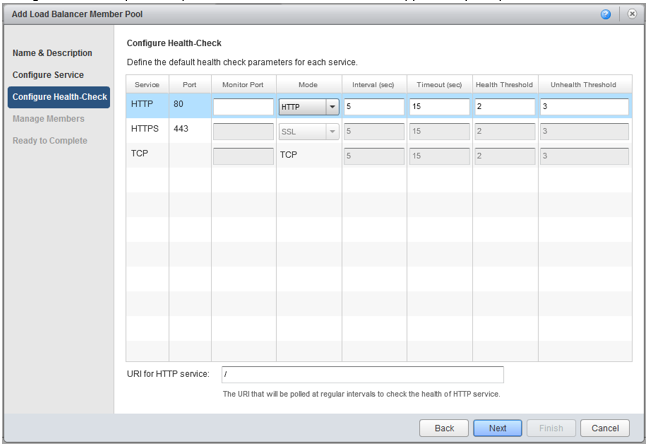 Add Load Balancer Member Pool
Name & Description
Configure Service
Configure Health-Check
Manage Members
Ready to Complete
Configure Health-Check
Define the default health check parameters for each service.
Service Port Monitor Port Mode Interval (sec) Timeout (sec) Health Threshold Unhealth Threshold
HTTP 80 HTTP 5 15 2 3
HTTPS 443 SSL 5 15 2 3
TCP TCP 5 15 2 3
URI for HTTP service: /
The URI that will be polled at regular intervals to check the health of HTTP service.
Back Next Finish Cancel